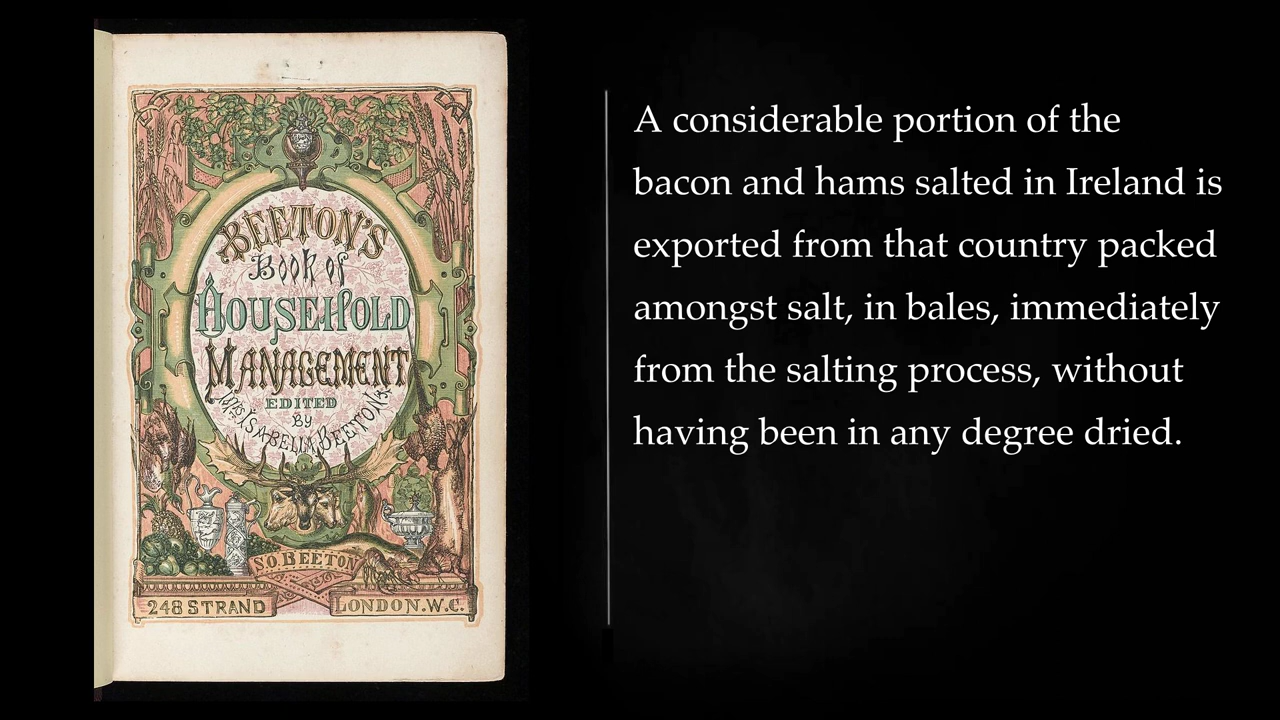 BEETON'S
Book of
HOUSEHOLD
MANAGEMENT
EDITED
By
MRS ISABELLA BEETON
S.O. BEETON
248 STRAND
LONDON. W.C.
A considerable portion of the
bacon and hams salted in Ireland is
exported from that country packed
amongst salt, in bales, immediately
from the salting process, without
having been in any degree dried.